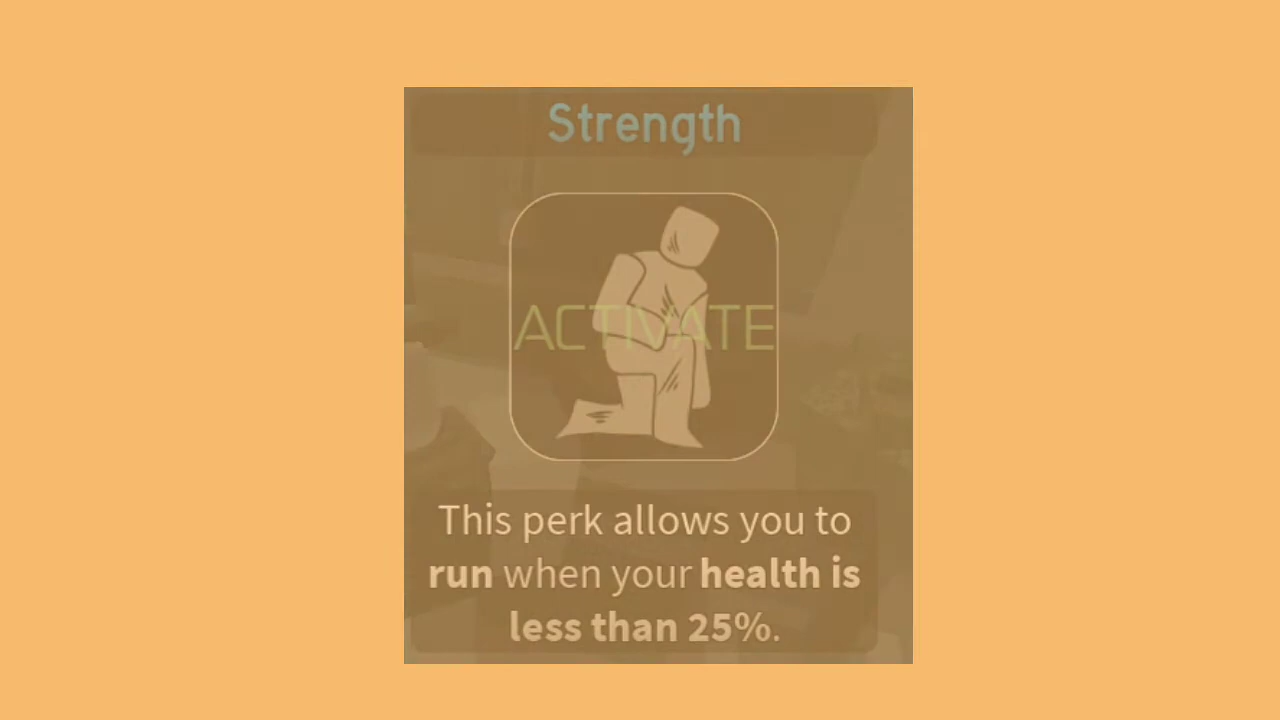 Strength
ACTIVATE
This perk allows you to
run when your health is
less than 25%.